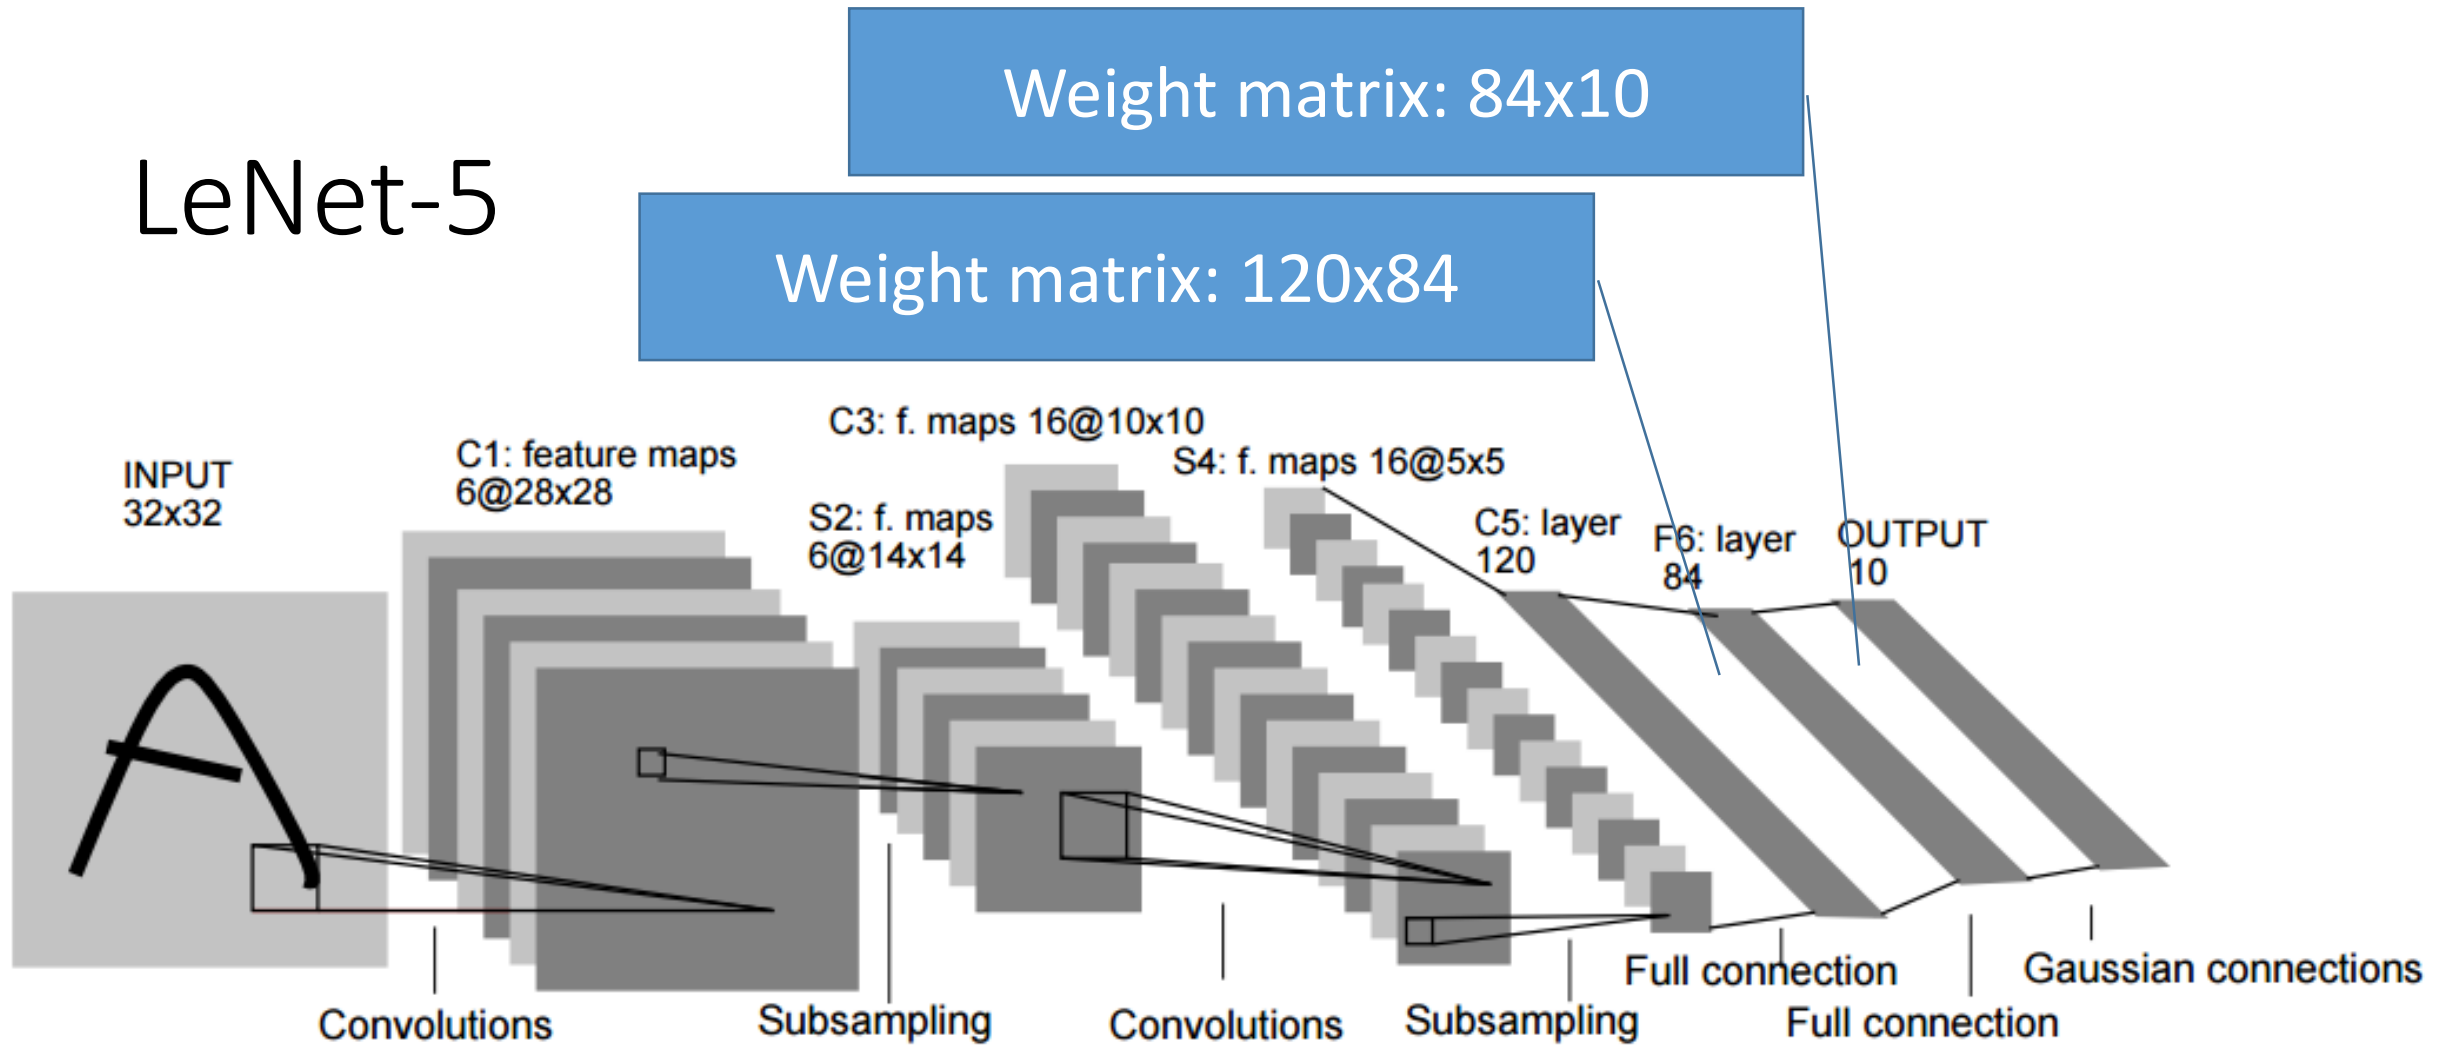 Weight matrix: 84x10
LeNet-5
Weight matrix: 120x84
INPUT
32x32
C1: feature maps
6@28x28
S2: f. maps
6@14x14
C3: f. maps 16@10x10
S4: f. maps 16@5x5
C5: layer
120
F6: layer
84
OUTPUT
10
Convolutions
Subsampling
Convolutions
Subsampling
Full connection
Full connection
Gaussian connections